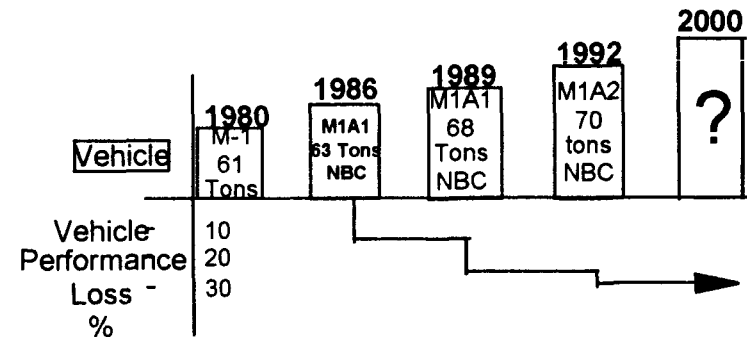 2000
1992
1989
1986
1980
Vehicle
M-1
61
Tons
M1A1
63 Tons
NBC
M1A1
68
Tons
NBC
M1A2
70
tons
NBC
?
Vehicle-
Performance
Loss -
%
10
20
30